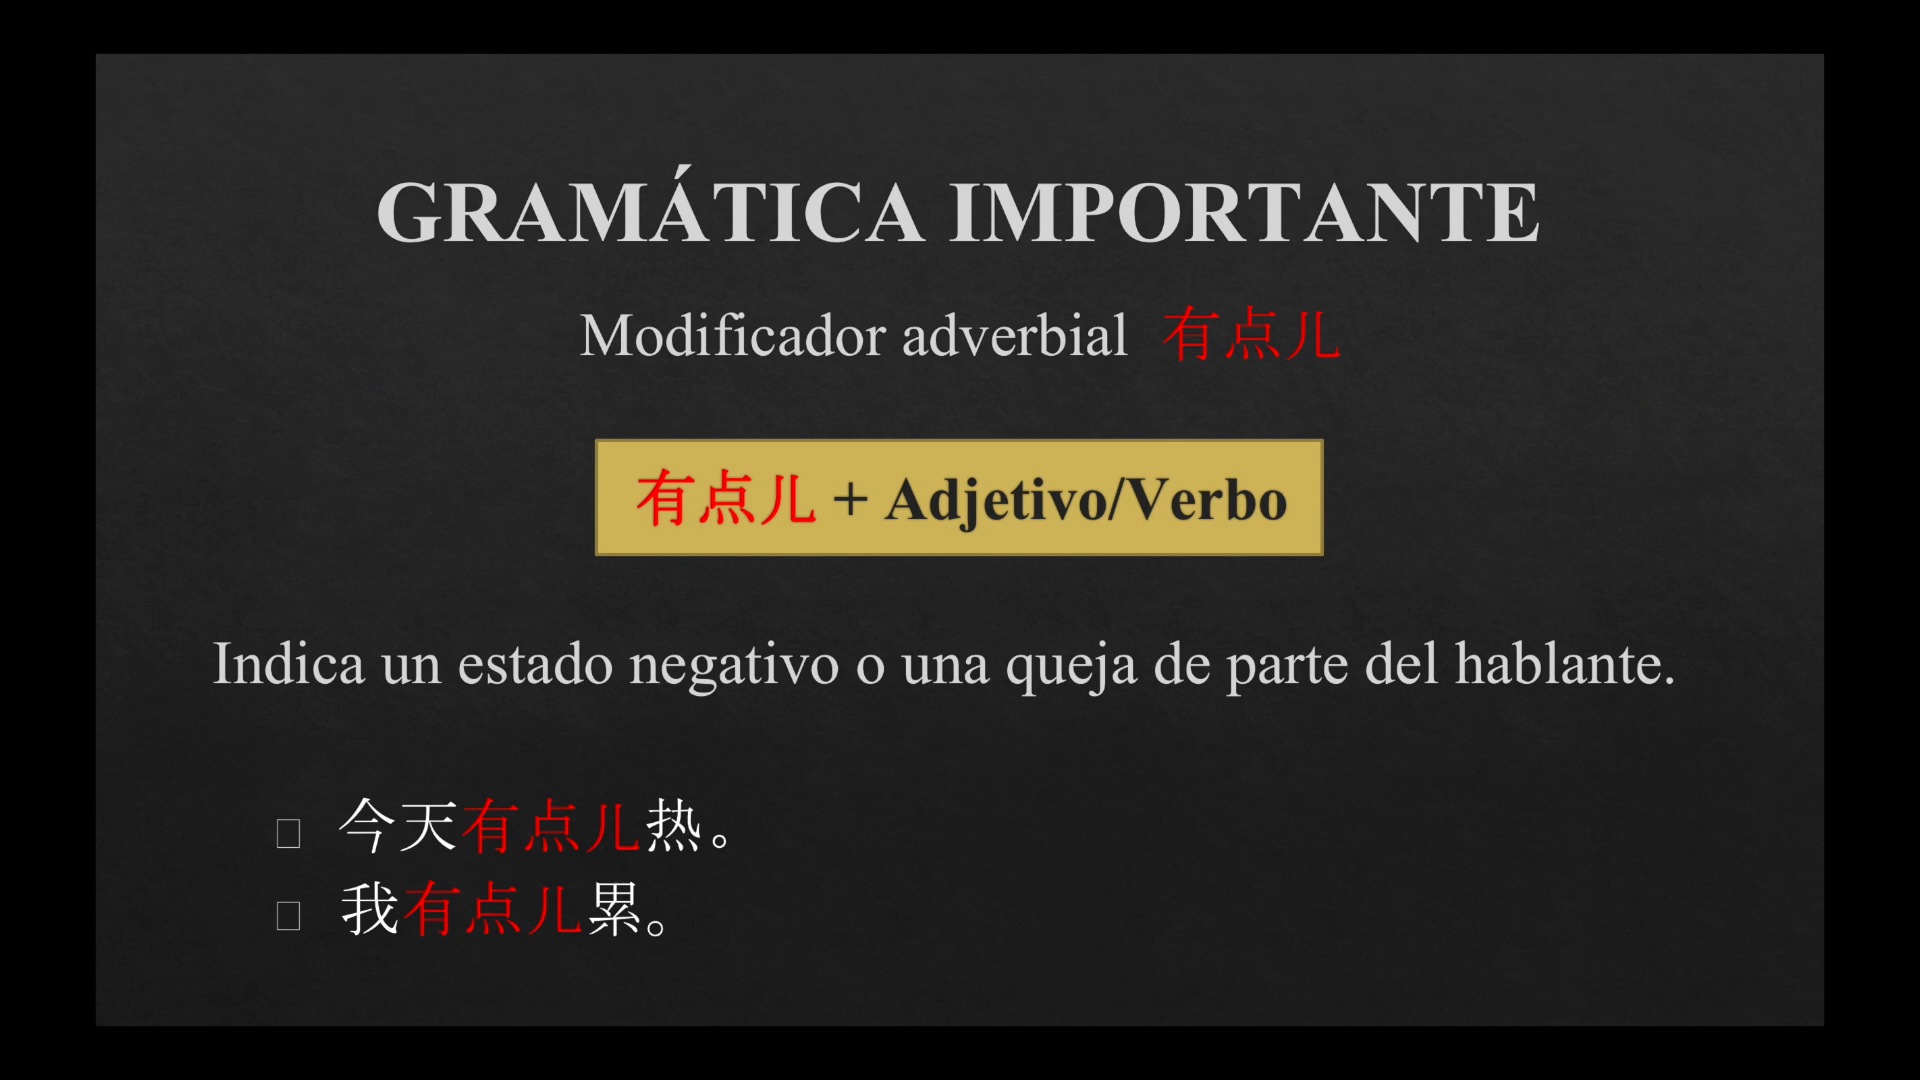 GRAMÁTICA IMPORTANTE
Modificador adverbial 有点儿
有点儿 + Adjetivo/Verbo
Indica un estado negativo o una queja de parte del hablante.
今天有点儿热。
我有点儿累。